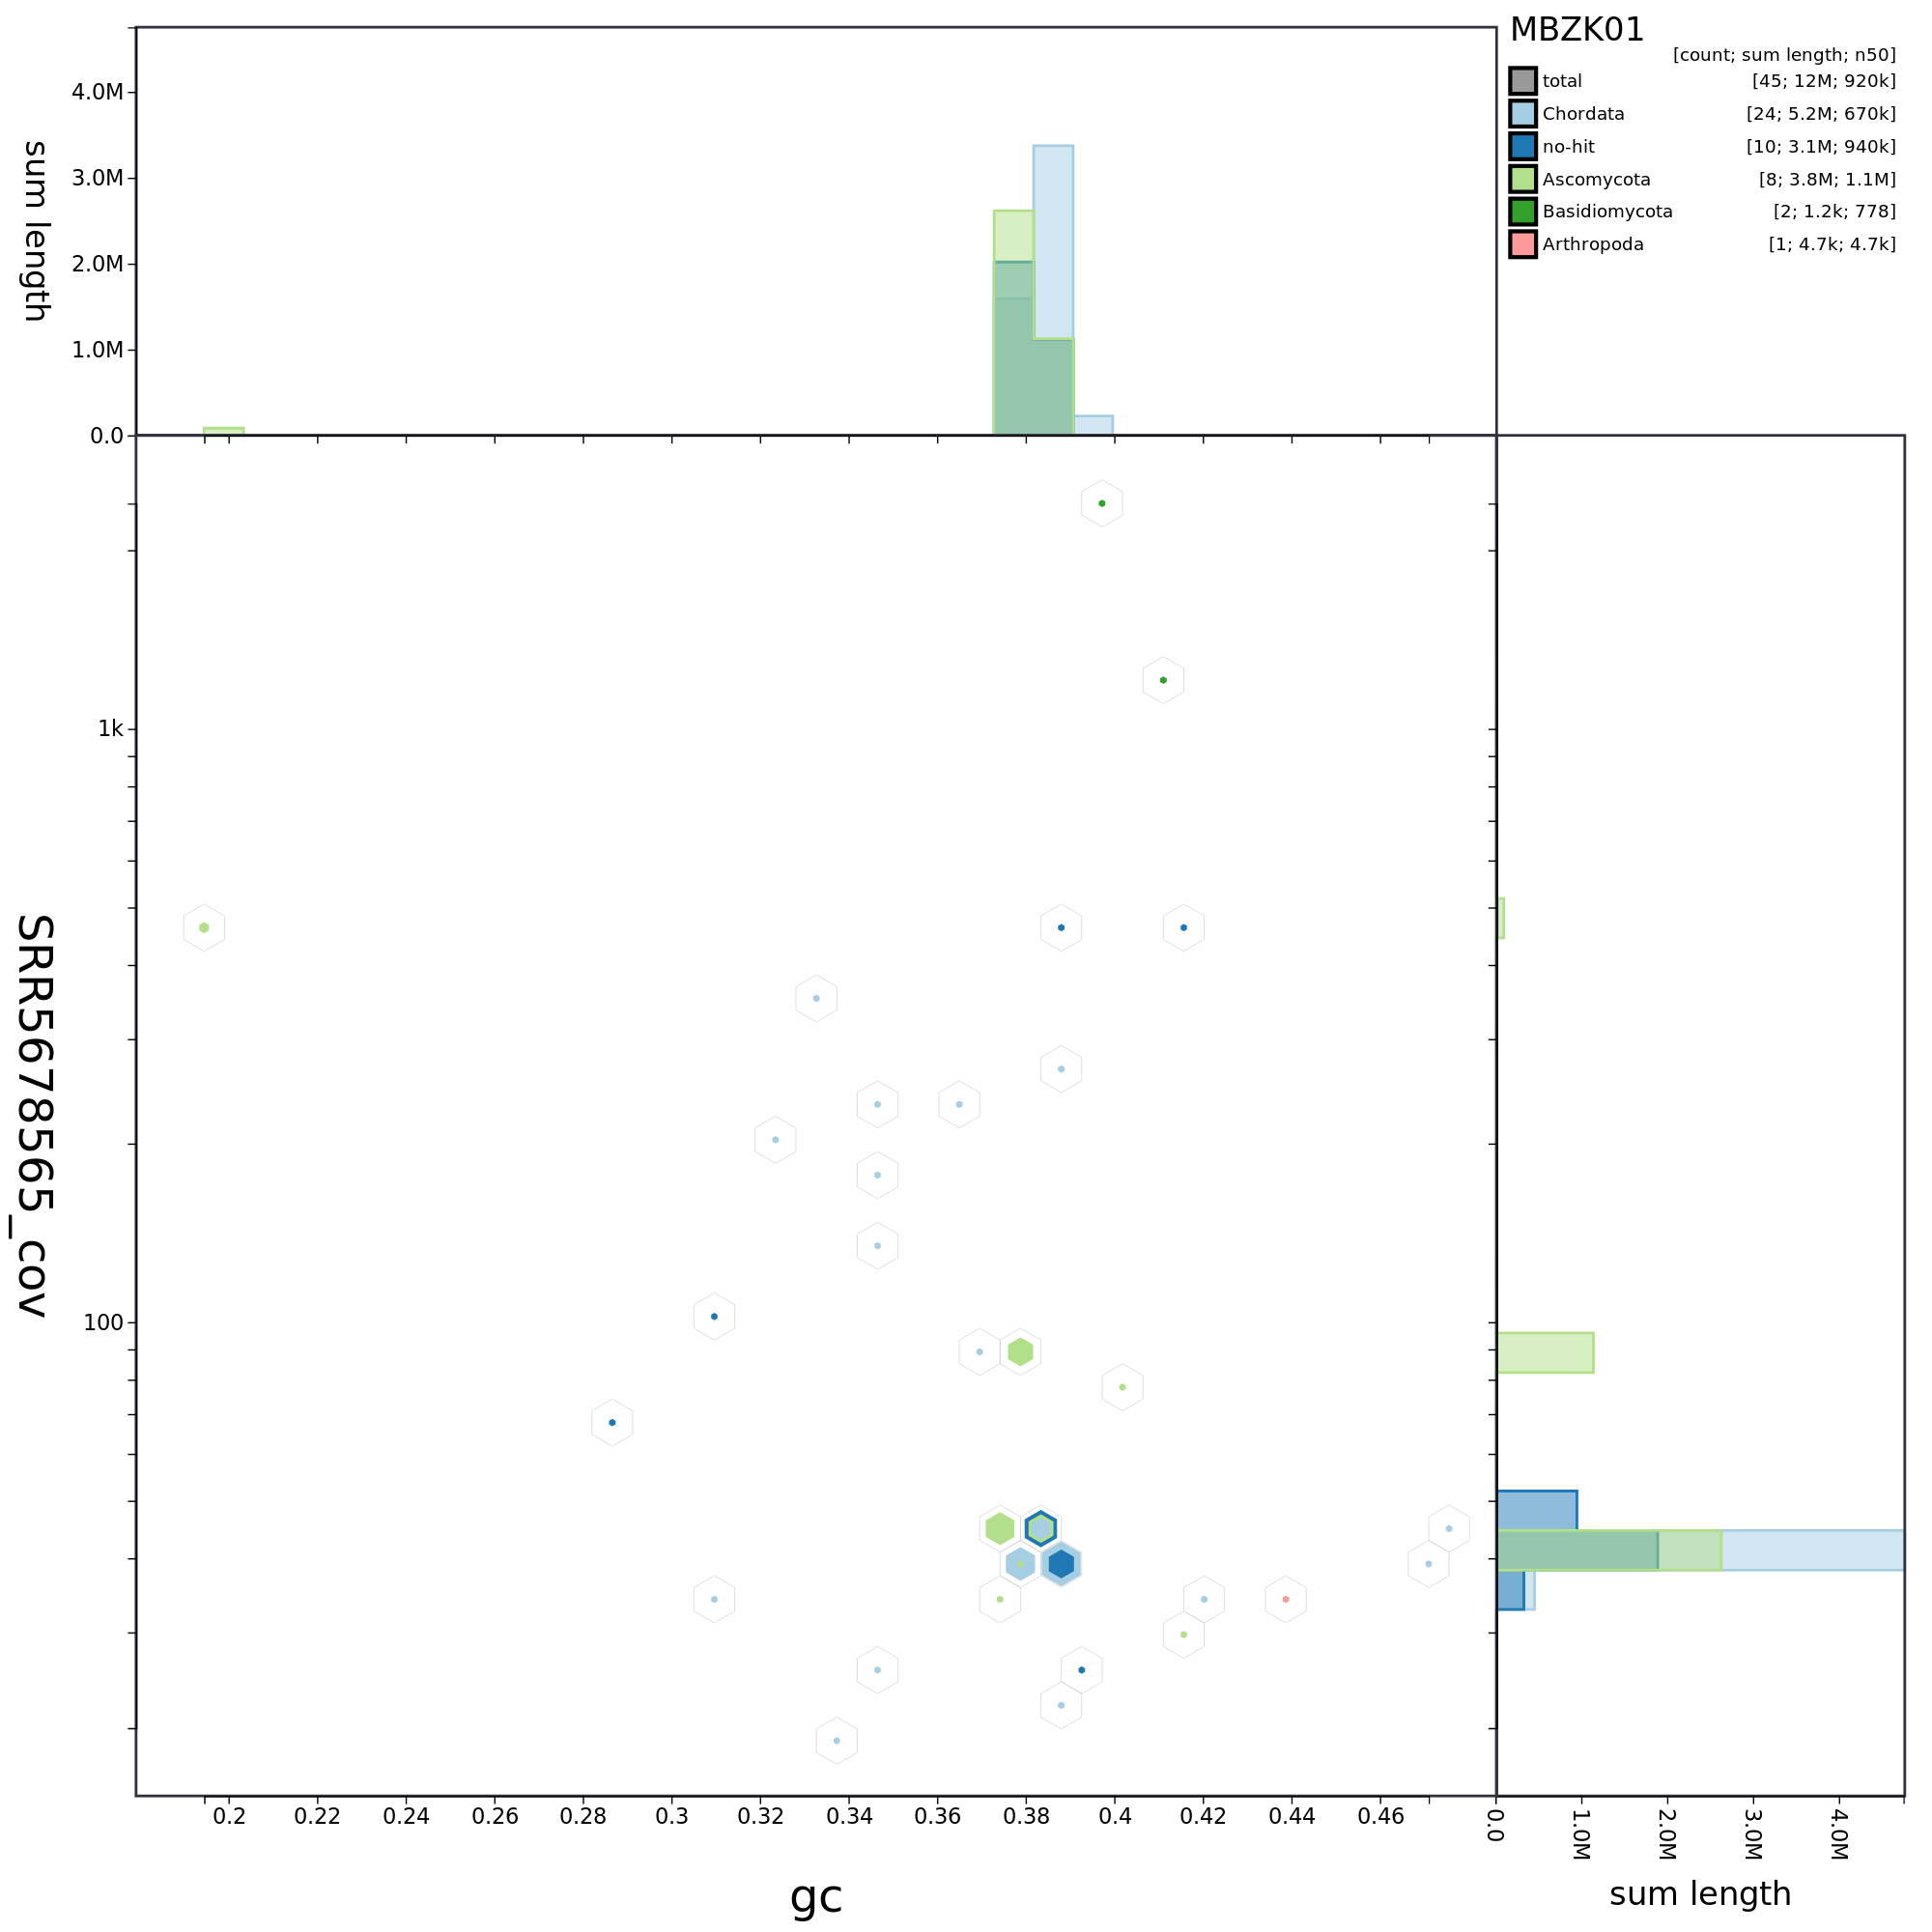 MBZK01
[count; sum length; n50]
total [45; 12M; 920k]
Chordata [24; 5.2M; 670k]
no-hit [10; 3.1M; 940k]
Ascomycota [8; 3.8M; 1.1M]
Basidiomycota [2; 1.2k; 778]
Arthropoda [1; 4.7k; 4.7k]
sum length
4.0M
3.0M
2.0M
1.0M
0.0
SRR5678565_cov
1k
100
0.2 0.22 0.24 0.26 0.28 0.3 0.32 0.34 0.36 0.38 0.4 0.42 0.44 0.46
gc
0.0 1.0M 2.0M 3.0M 4.0M
sum length